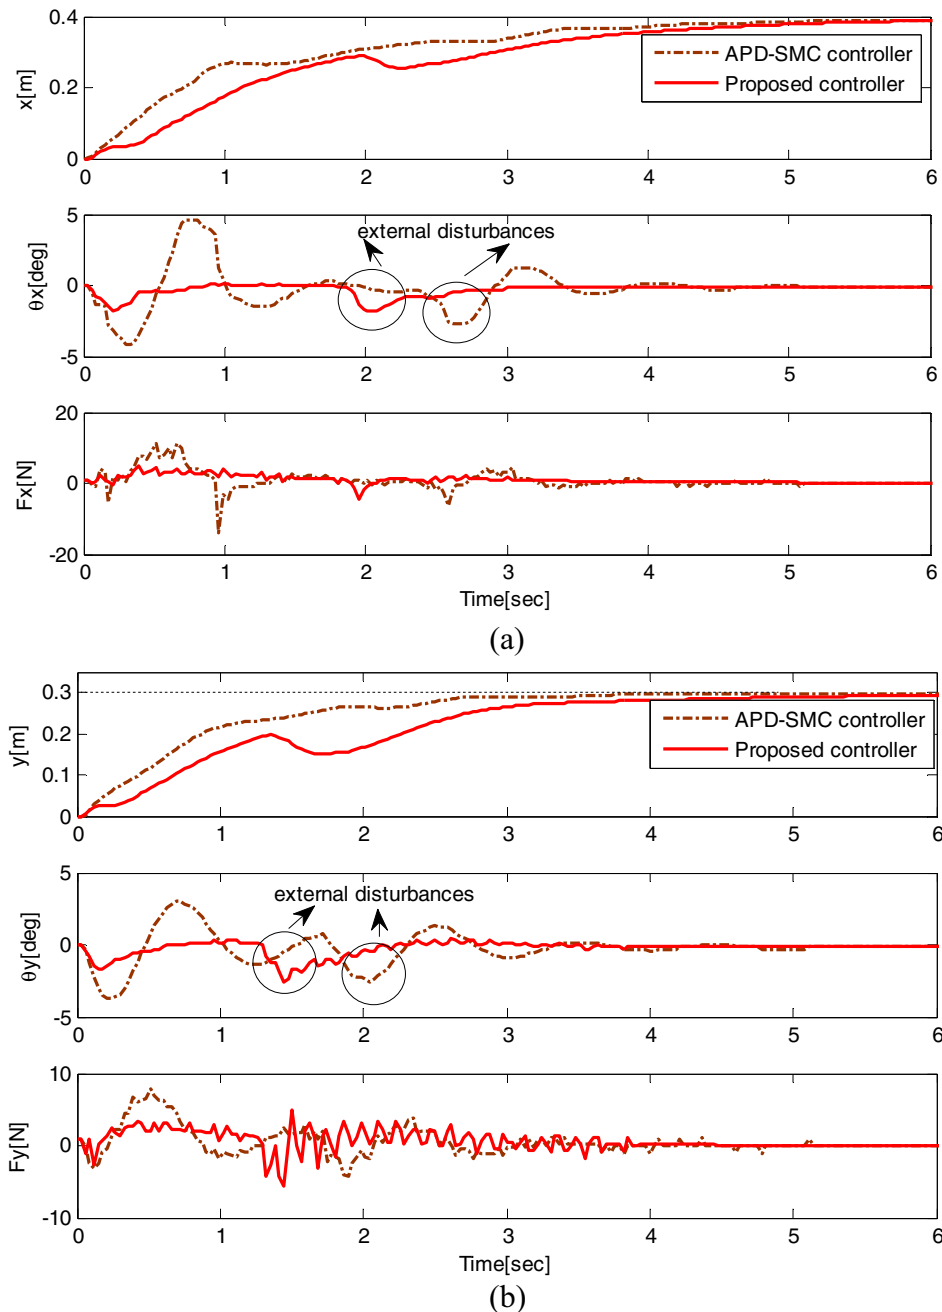 0.4
0.2
0
x[m]
APD-SMC controller
Proposed controller
0 1 2 3 4 5 6
5
0
-5
θx[deg]
external disturbances
0 1 2 3 4 5 6
20
0
-20
Fx[N]
0 1 2 3 4 5 6
Time[sec]
(a)
0.3
0.2
0.1
0
y[m]
APD-SMC controller
Proposed controller
0 1 2 3 4 5 6
5
0
-5
θy[deg]
external disturbances
0 1 2 3 4 5 6
10
0
-10
Fy[N]
0 1 2 3 4 5 6
Time[sec]
(b)